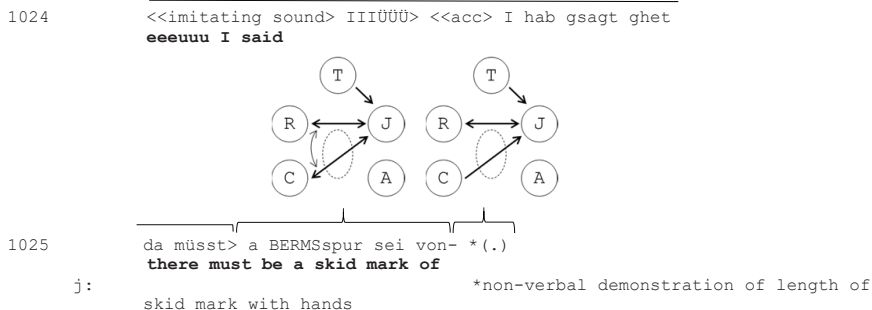 1024 <<imitating sound> IIIÜÜÜ> <<acc> I hab gsagt ghet
eeeuuu I said
T T
R J R J
C A C A
1025 da müsst> a BERMSspur sei von- *(.)
there must be a skid mark of
j: *non-verbal demonstration of length of
skid mark with hands